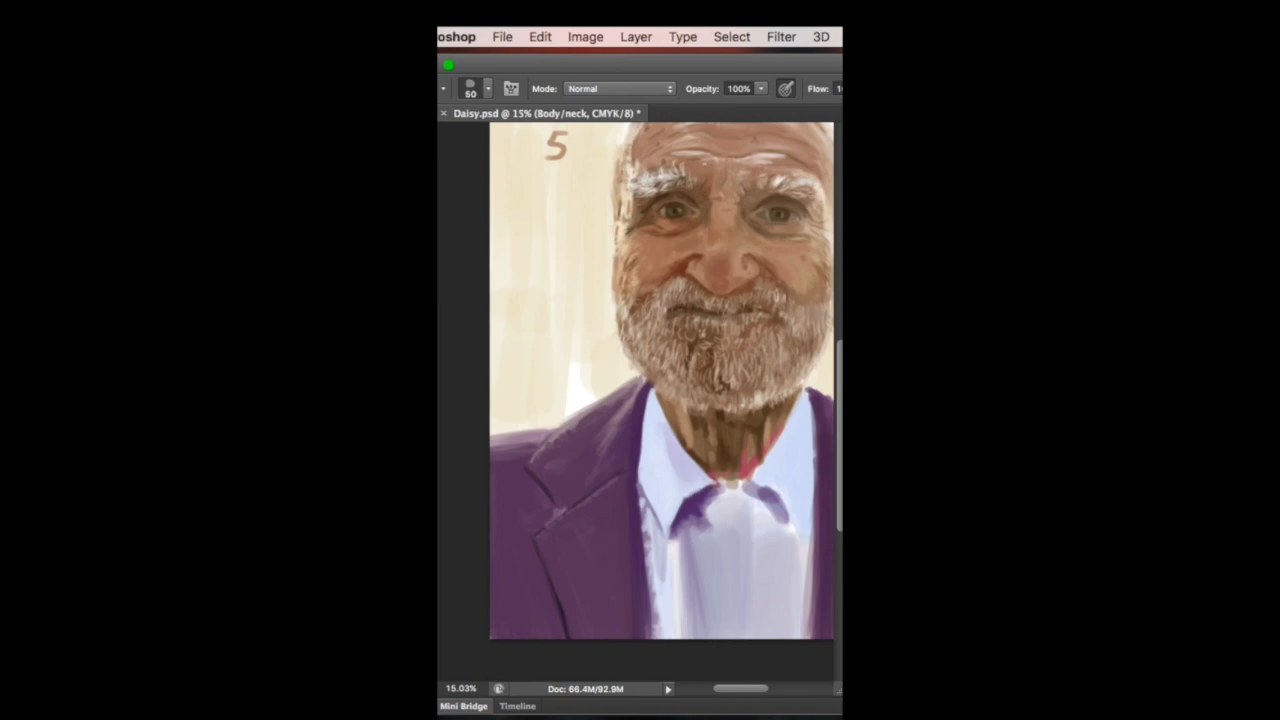 oshop File Edit Image Layer Type Select Filter 3D
50 Mode: Normal Opacity: 100% Flow:
× Daisy.psd @ 15% (Body/neck, CMYK/8) *
5
15.03% Doc: 66.4M/92.9M
Mini Bridge Timeline